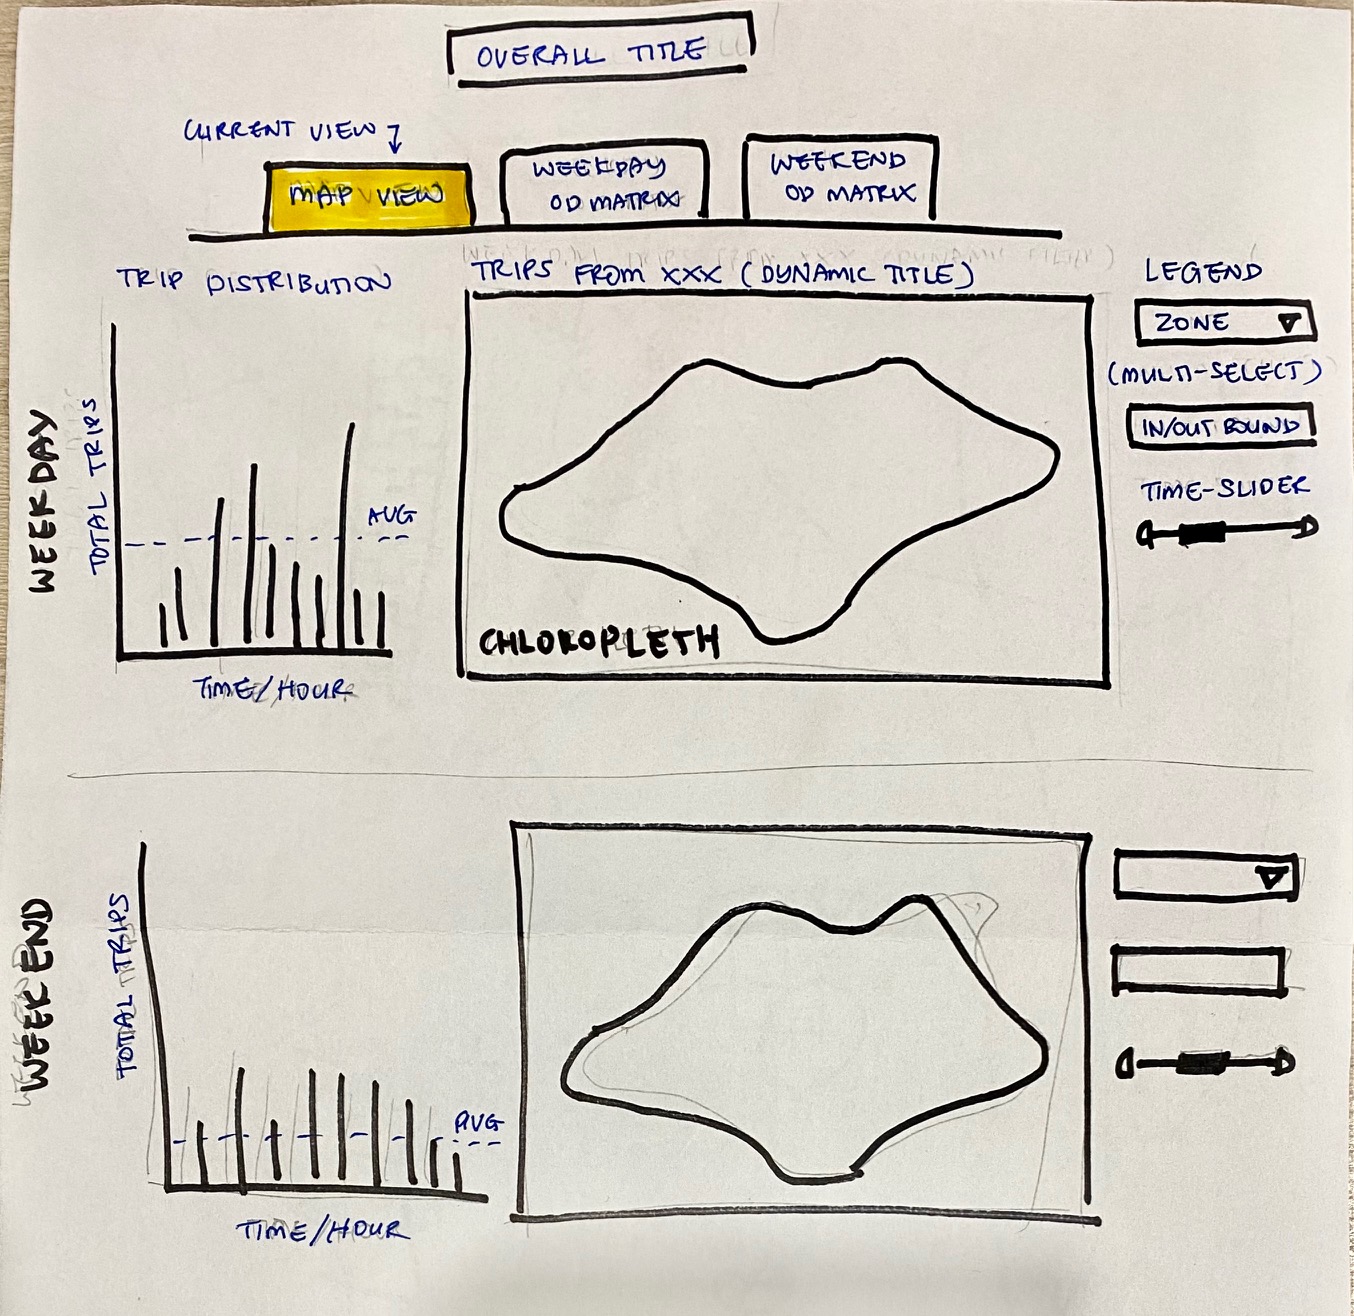 OVERALL TITLE
CURRENT VIEW
MAP VIEW
WEEKDAY
OD MATRIX
WEEKEND
OD MATRIX
TRIP DISTRIBUTION
TRIPS FROM XXX (DYNAMIC TITLE)
LEGEND
ZONE
(MULTI-SELECT)
IN/OUT BOUND
TIME-SLIDER
WEEKDAY
TOTAL TRIPS
AVG
TIME/HOUR
CHLOROPLETH
WEEKEND
TOTAL TRIPS
AVG
TIME/HOUR